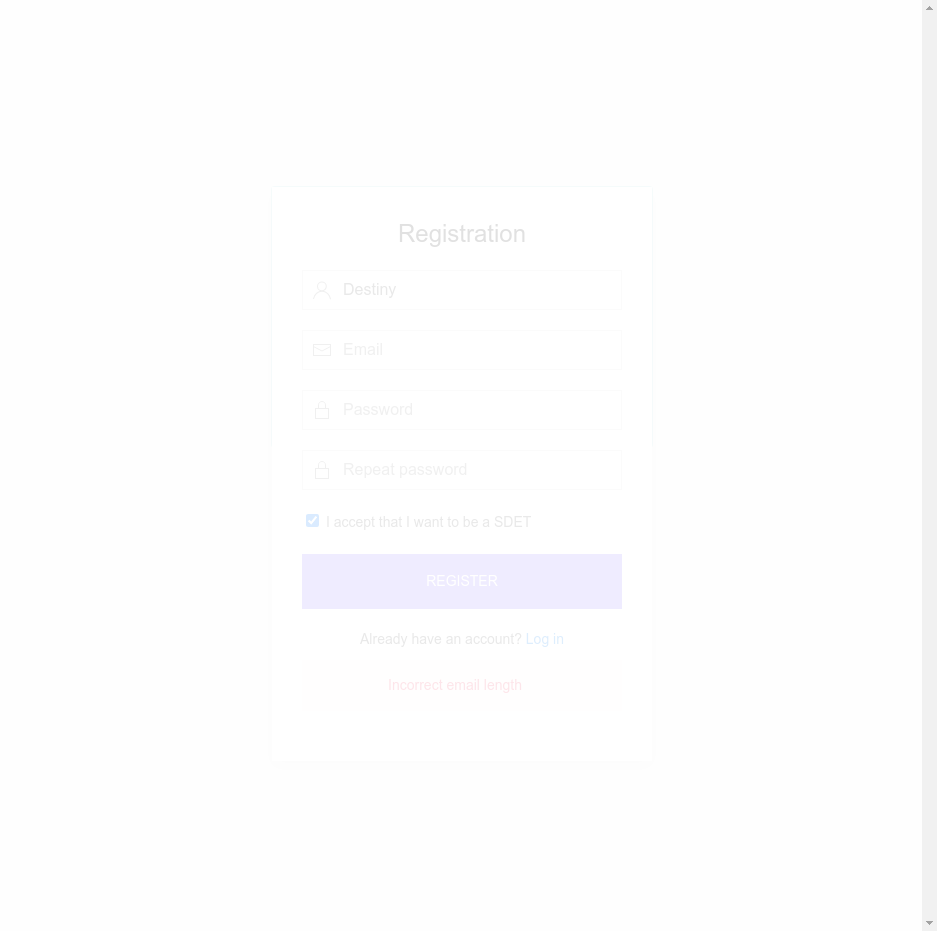 Registration
Destiny
Email
Password
Repeat password
I accept that I want to be a SDET
REGISTER
Already have an account? Log in
Incorrect email length